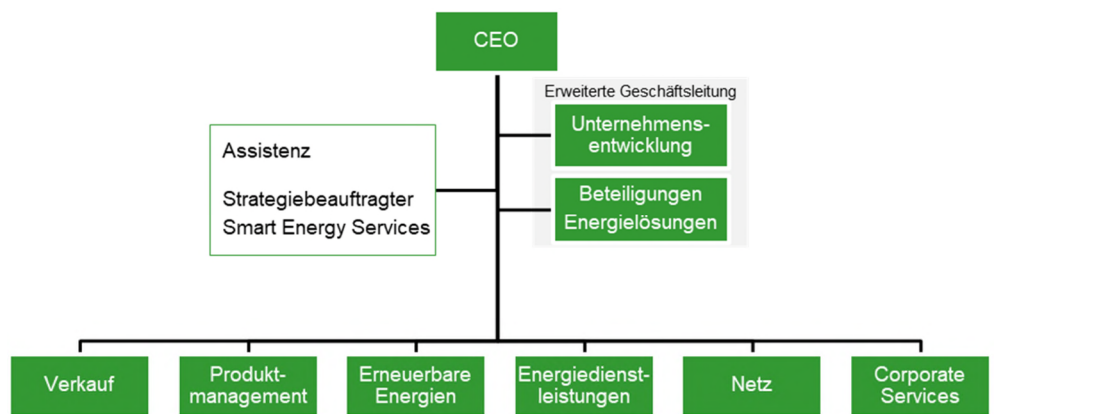 CEO
Erweiterte Geschäftsleitung
Unternehmens-
entwicklung
Assistenz
Strategiebeauftragter
Smart Energy Services
Beteiligungen
Energielösungen
Verkauf
Produkt-
management
Erneuerbare
Energien
Energiedienst-
leistungen
Netz
Corporate
Services